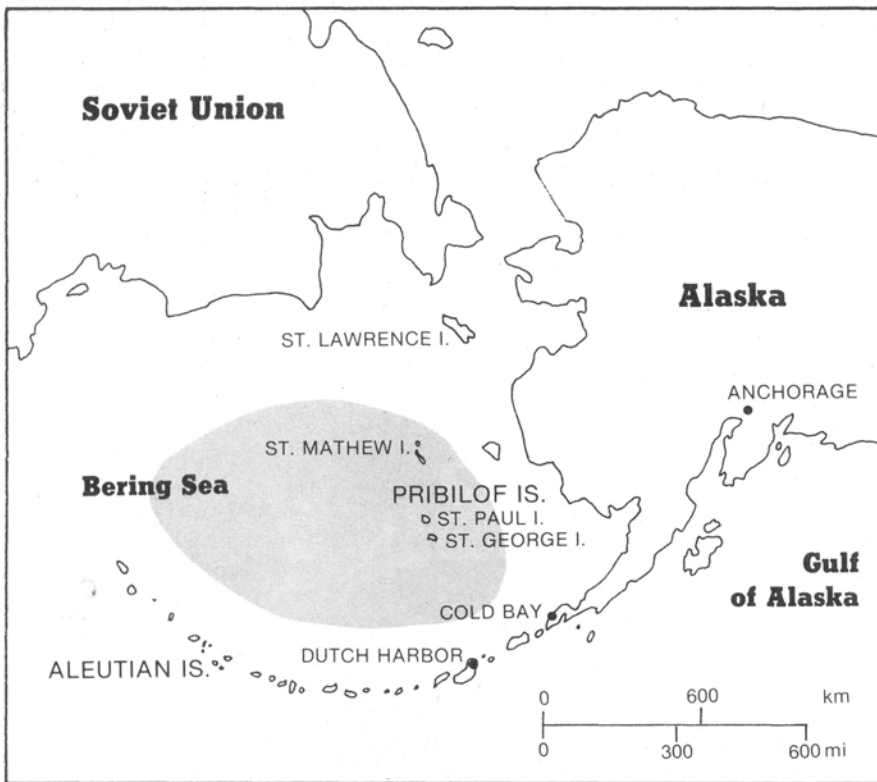 Soviet Union
Alaska
ST. LAWRENCE I.
ANCHORAGE
ST. MATHEW I.
Bering Sea
PRIBILOF IS.
ST. PAUL I.
ST. GEORGE I.
Gulf
of Alaska
COLD BAY
DUTCH HARBOR
ALEUTIAN IS.
0 600 km
0 300 600 mi